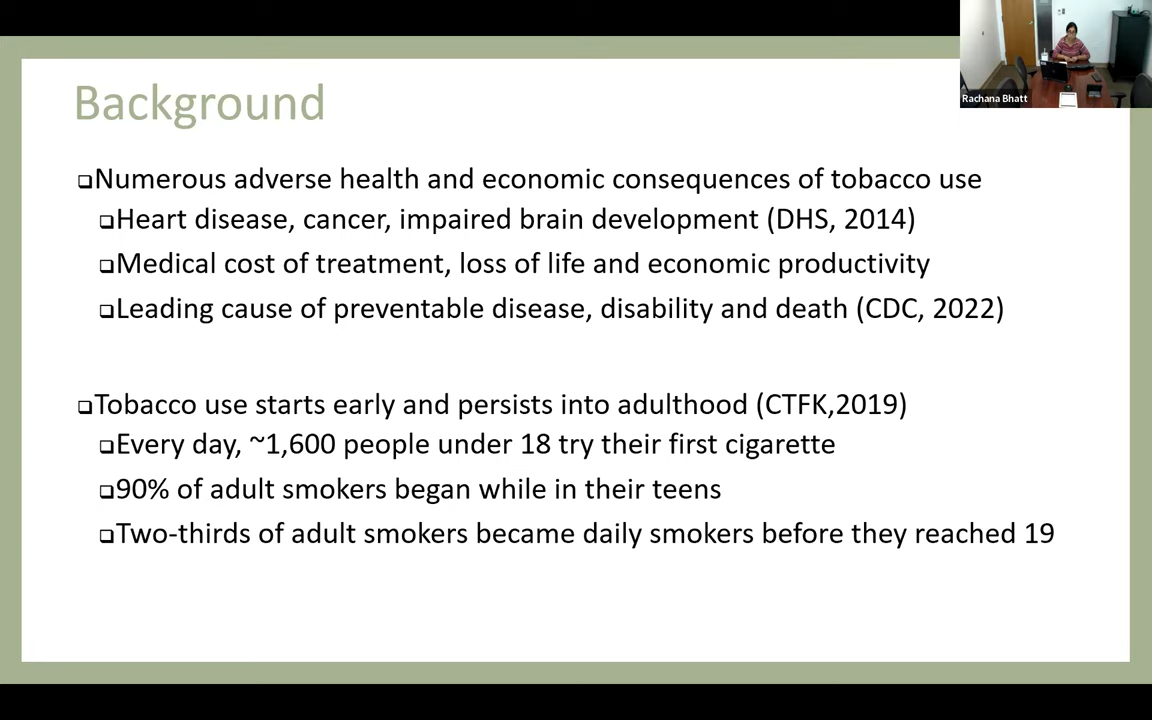 Background
Rachana Bhatt
Numerous adverse health and economic consequences of tobacco use
Heart disease, cancer, impaired brain development (DHS, 2014)
Medical cost of treatment, loss of life and economic productivity
Leading cause of preventable disease, disability and death (CDC, 2022)
Tobacco use starts early and persists into adulthood (CTFK,2019)
Every day, ~1,600 people under 18 try their first cigarette
90% of adult smokers began while in their teens
Two-thirds of adult smokers became daily smokers before they reached 19